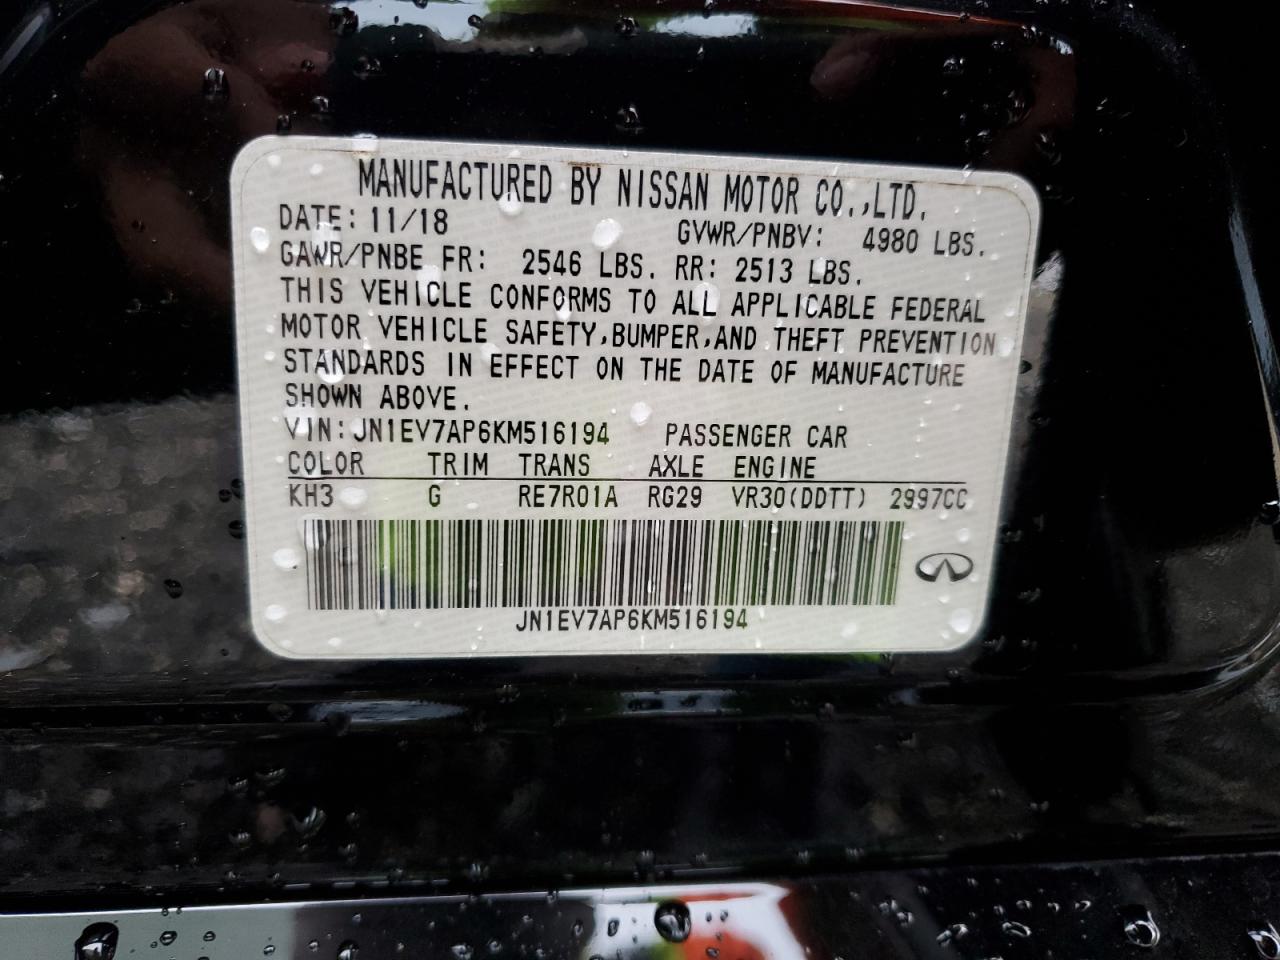 MANUFACTURED BY NISSAN MOTOR CO.,LTD.
DATE: 11/18 GVWR/PNBV: 4980 LBS.
GAWR/PNBE FR: 2546 LBS. RR: 2513 LBS.
THIS VEHICLE CONFORMS TO ALL APPLICABLE FEDERAL
MOTOR VEHICLE SAFETY,BUMPER,AND THEFT PREVENTION
STANDARDS IN EFFECT ON THE DATE OF MANUFACTURE
SHOWN ABOVE.
VIN: JN1EV7AP6KM516194 PASSENGER CAR
COLOR TRIM TRANS AXLE ENGINE
KH3 G RE7R01A RG29 VR30(DDTT) 2997CC
JN1EV7AP6KM516194